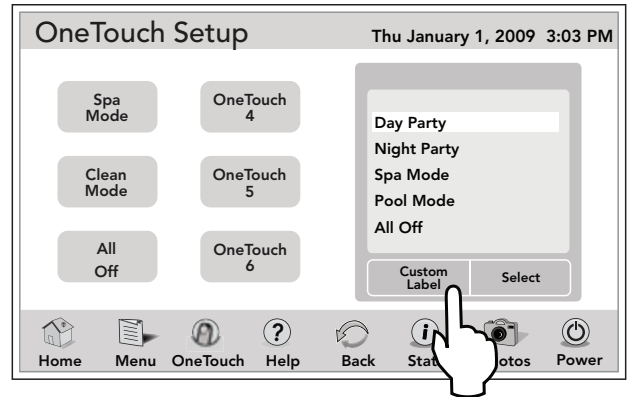 OneTouch Setup
Thu January 1, 2009 3:03 PM
Spa
Mode
OneTouch
4
Clean
Mode
OneTouch
5
All
Off
OneTouch
6
Day Party
Night Party
Spa Mode
Pool Mode
All Off
Custom
Label
Select
Home
Menu
OneTouch
Help
Back
Stat
otos
Power